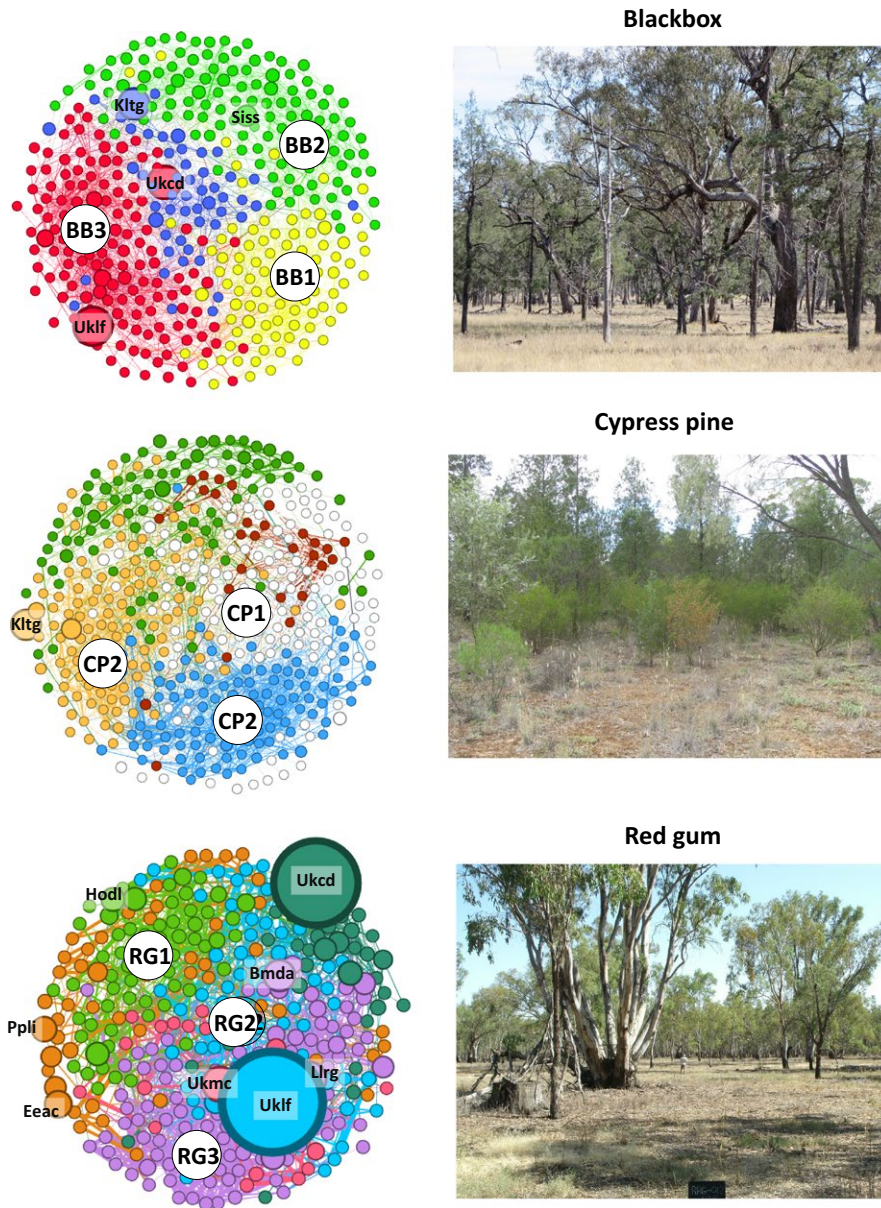 Blackbox
Kltg
Siss
BB2
Ukcd
BB3
BB1
Uklf
Cypress pine
CP1
Kltg
CP2
CP2
Red gum
Ukcd
Hodl
RG1
Bmda
Ppli
RG2
Ukmc
Llrg
Uklf
Eeac
RG3